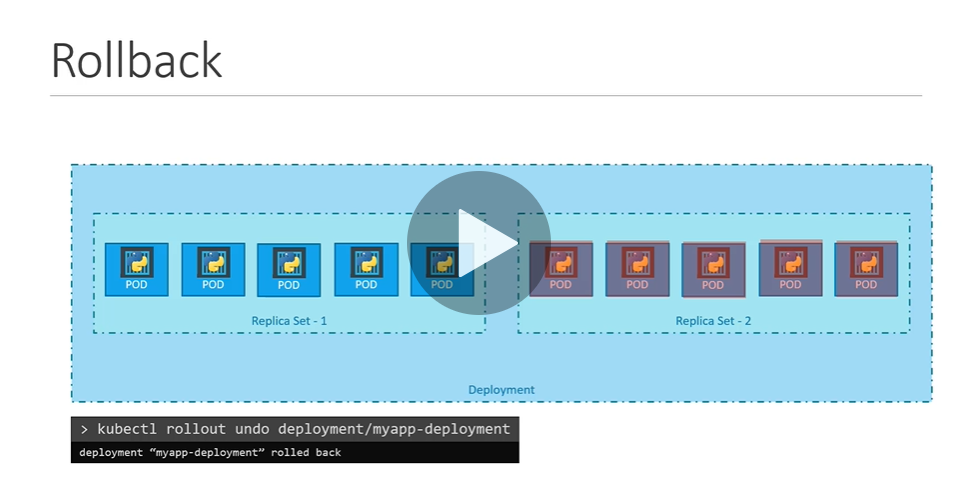 Rollback
POD POD POD POD POD POD POD POD POD POD
Replica Set - 1 Replica Set - 2
Deployment
> kubectl rollout undo deployment/myapp-deployment
deployment “myapp-deployment” rolled back